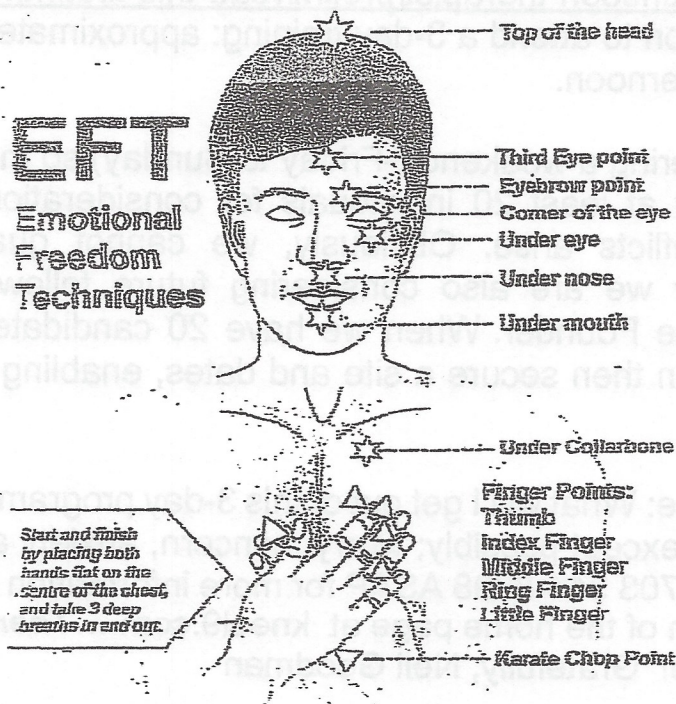 Top of the head
EFT
Emotional
Freedom
Techniques
Third Eye point
Eyebrow point
Corner of the eye
Under eye
Under nose
Under mouth
Under Collarbone
Finger Points:
Thumb
Index Finger
Middle Finger
Ring Finger
Little Finger
Karate Chop Point
Start and finish
by placing both
hands flat on the
centre of the chest,
and take 3 deep
breaths in and out.